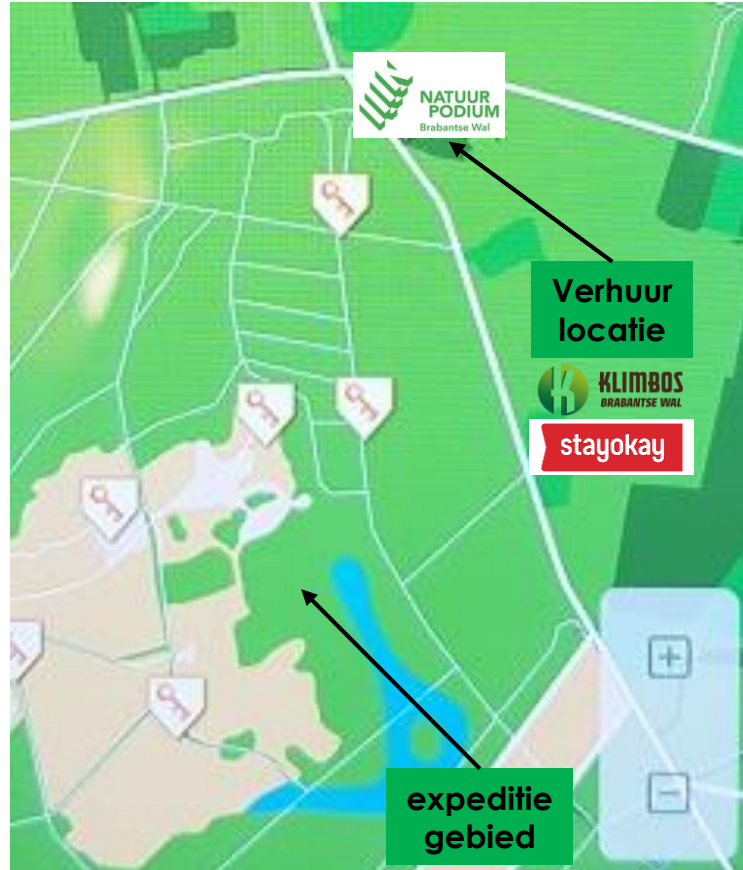 NATUUR
PODIUM
Brabantse Wal
Verhuur
locatie
KLIMBOS
BRABANTSE WAL
stayokay
expeditie
gebied